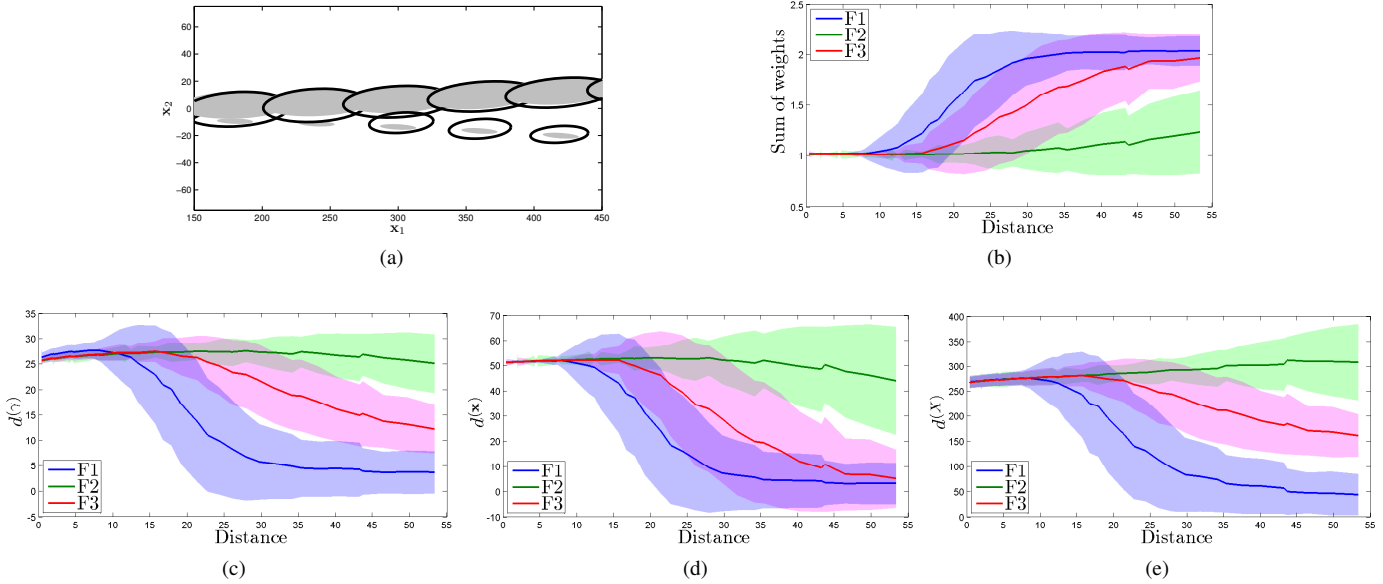 60
40
20
0
−20
−40
−60
x₂
150 200 250 300 350 400 450
x₁
(a)
2.5
2
1.5
1
0.5
Sum of weights
F1
F2
F3
0 5 10 15 20 25 30 35 40 45 50 55
Distance
(b)
35
30
25
20
15
10
5
0
−5
d(γ)
F1
F2
F3
0 5 10 15 20 25 30 35 40 45 50 55
Distance
(c)
70
60
50
40
30
20
10
0
−10
d(x)
F1
F2
F3
0 5 10 15 20 25 30 35 40 45 50 55
Distance
(d)
400
350
300
250
200
150
100
50
0
d(X)
F1
F2
F3
0 5 10 15 20 25 30 35 40 45 50 55
Distance
(e)